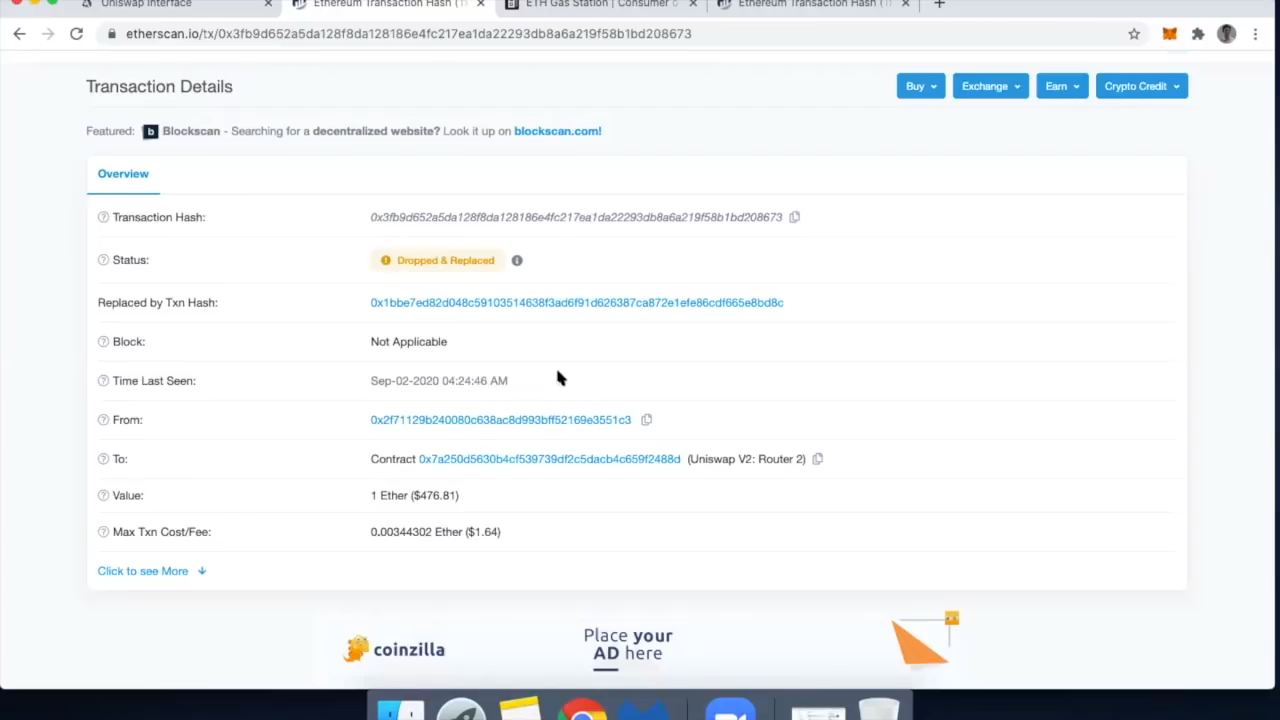 Uniswap Interface
Ethereum Transaction Hash (T
ETH Gas Station | Consumer
Ethereum Transaction Hash (T
etherscan.io/tx/0x3fb9d652a5da128f8da128186e4fc217ea1da22293db8a6a219f58b1bd208673
Transaction Details
Buy
Exchange
Earn
Crypto Credit
Featured: Blockscan - Searching for a decentralized website? Look it up on blockscan.com!
Overview
Transaction Hash: 0x3fb9d652a5da128f8da128186e4fc217ea1da22293db8a6a219f58b1bd208673
Status: Dropped & Replaced
Replaced by Txn Hash: 0x1bbe7ed82d048c59103514638f3ad6f91d626387ca872e1efe86cdf665e8bd8c
Block: Not Applicable
Time Last Seen: Sep-02-2020 04:24:46 AM
From: 0x2f71129b240080c638ac8d993bff52169e3551c3
To: Contract 0x7a250d5630b4cf539739df2c5dacb4c659f2488d (Uniswap V2: Router 2)
Value: 1 Ether ($476.81)
Max Txn Cost/Fee: 0.00344302 Ether ($1.64)
Click to see More
coinzilla
Place your
AD here